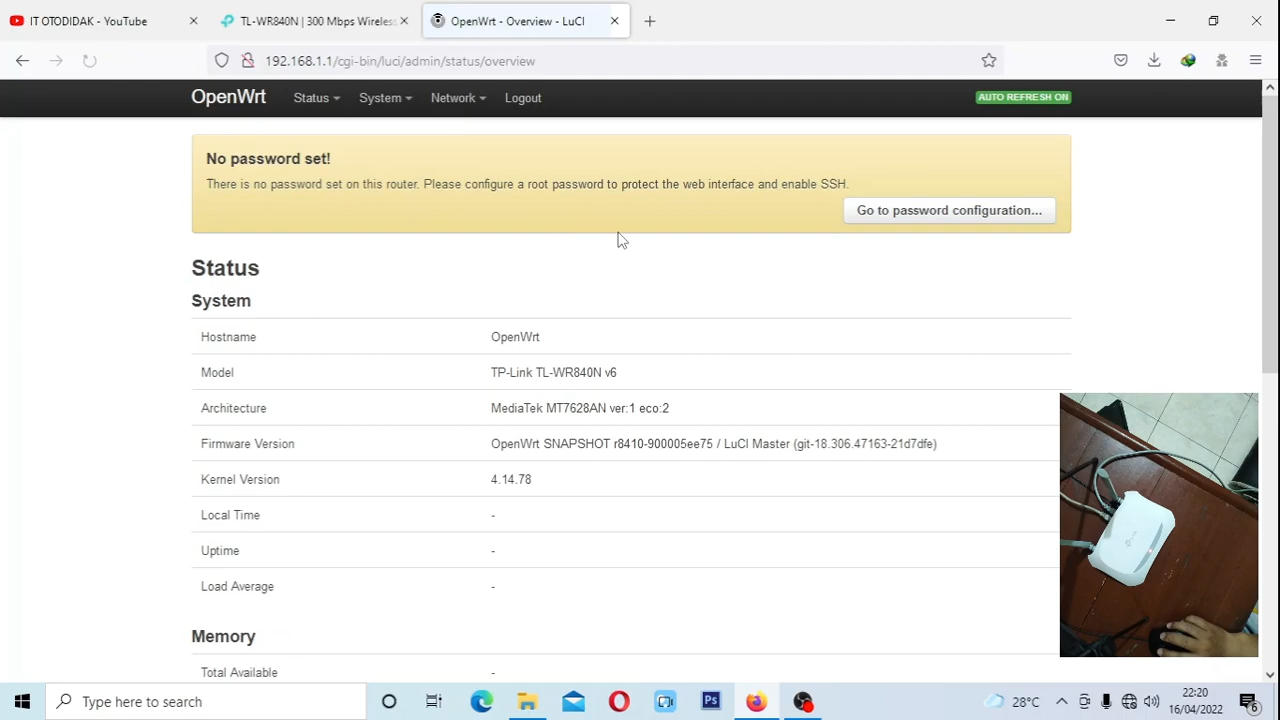 IT OTODIDAK - YouTube
TL-WR840N | 300 Mbps Wireless
OpenWrt - Overview - LuCI
192.168.1.1/cgi-bin/luci/admin/status/overview
OpenWrt Status System Network Logout AUTO REFRESH ON
No password set!
There is no password set on this router. Please configure a root password to protect the web interface and enable SSH.
Go to password configuration...
Status
System
Hostname OpenWrt
Model TP-Link TL-WR840N v6
Architecture MediaTek MT7628AN ver:1 eco:2
Firmware Version OpenWrt SNAPSHOT r8410-900005ee75 / LuCI Master (git-18.306.47163-21d7dfe)
Kernel Version 4.14.78
Local Time -
Uptime -
Load Average -
Memory
Total Available -
Type here to search
Ps
28°C
22:20
16/04/2022
6